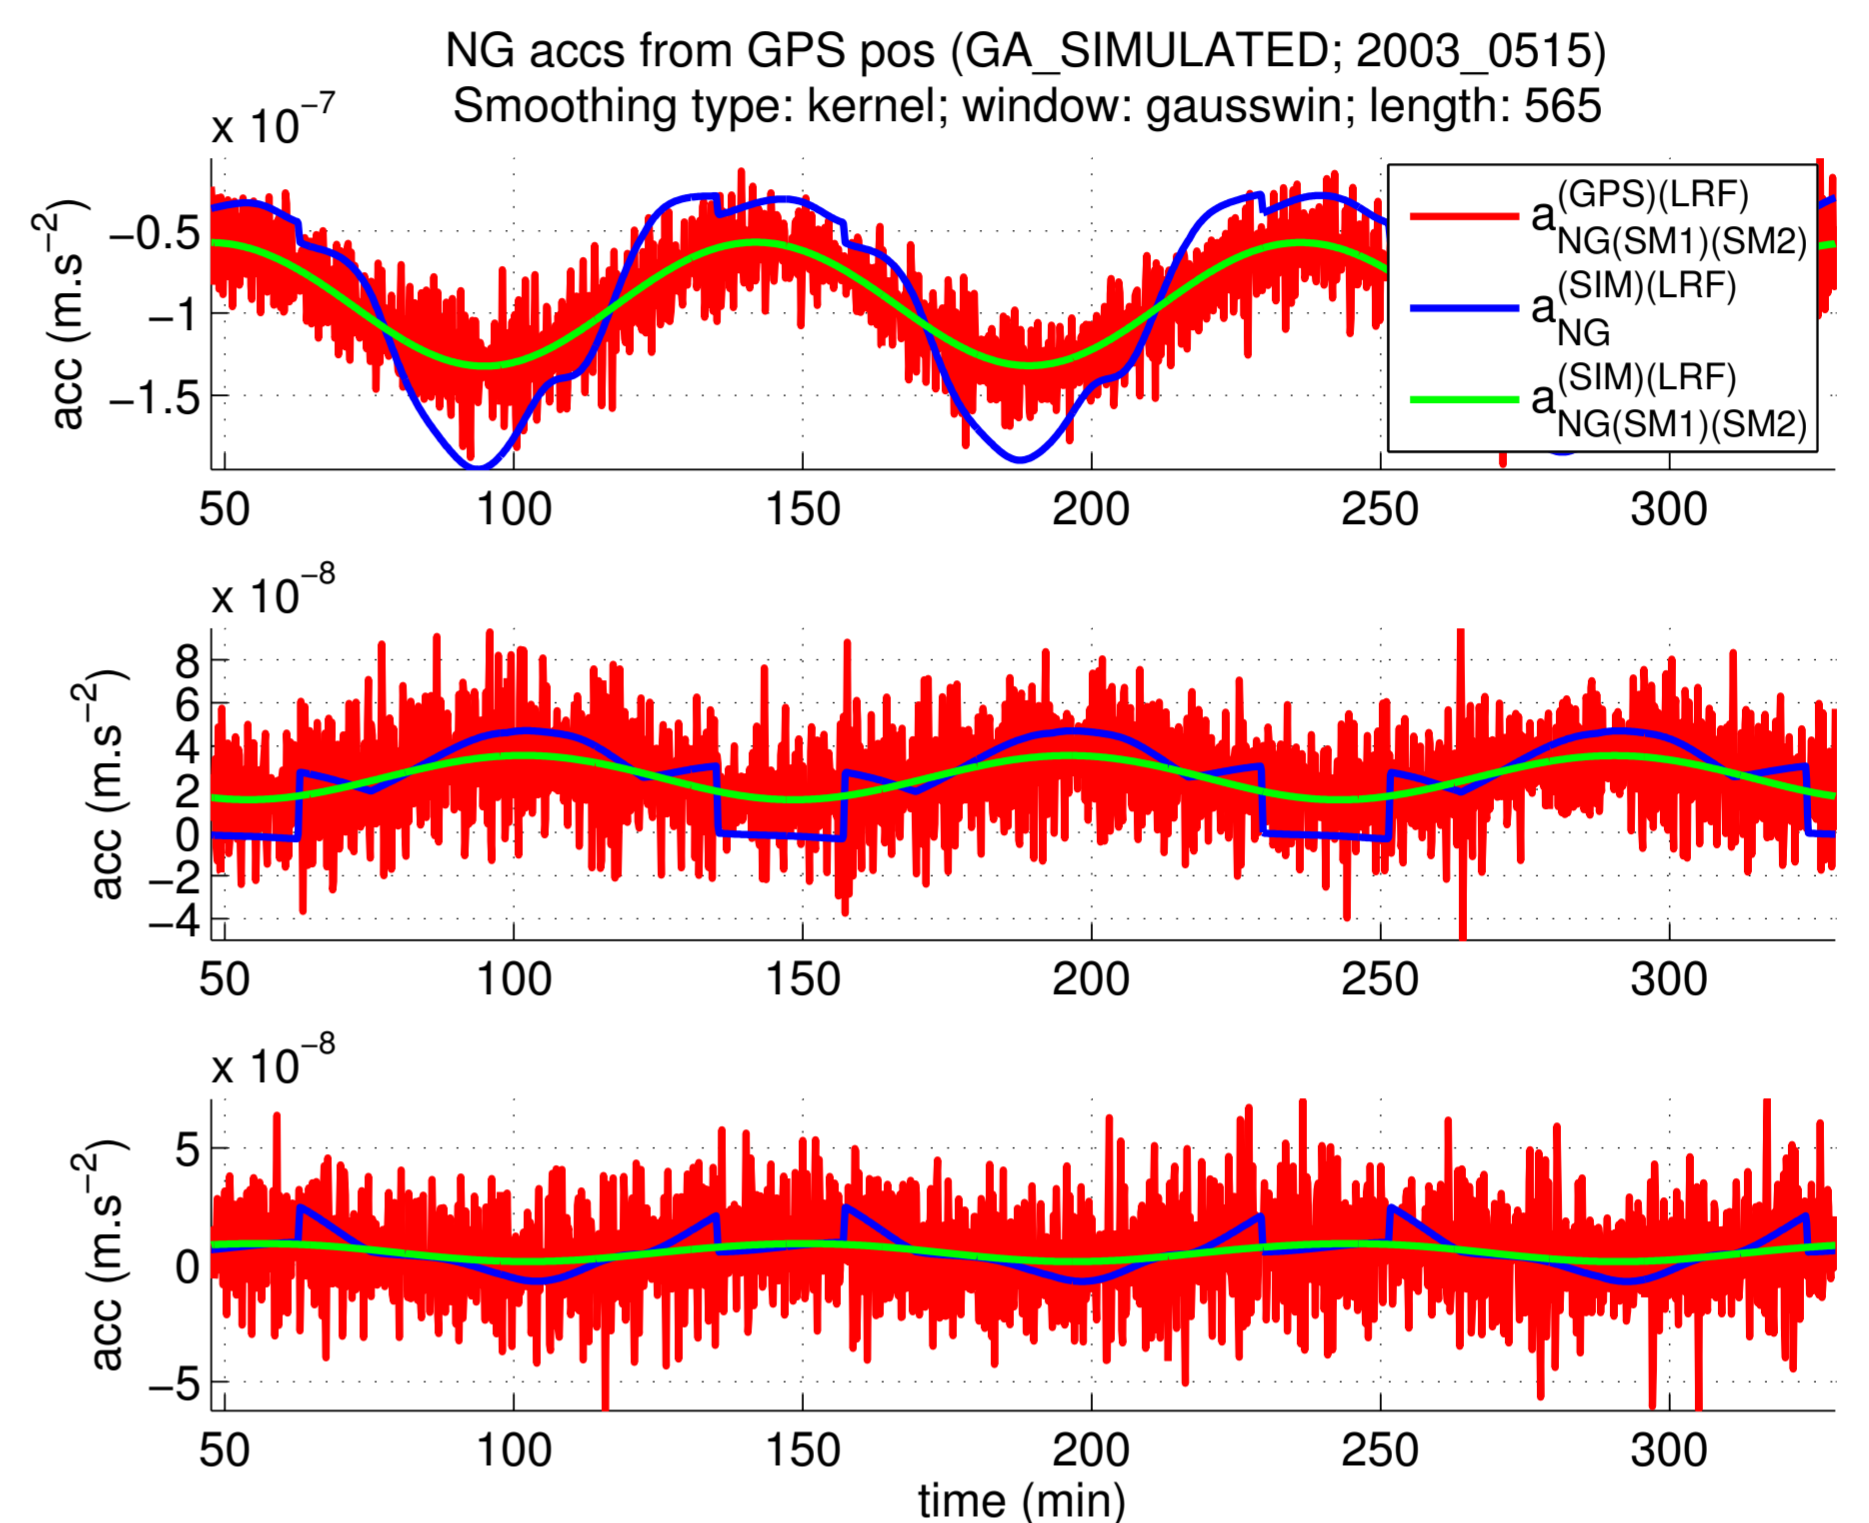 NG accs from GPS pos (GA_SIMULATED; 2003_0515)
Smoothing type: kernel; window: gausswin; length: 565
x 10^−7
acc (m.s^−2)
−0.5
−1
−1.5
a^(GPS)(LRF)_NG(SM1)(SM2)
a^(SIM)(LRF)_NG
a^(SIM)(LRF)_NG(SM1)(SM2)
50 100 150 200 250 300
x 10^−8
acc (m.s^−2)
8
6
4
2
0
−2
−4
50 100 150 200 250 300
x 10^−8
acc (m.s^−2)
5
0
−5
50 100 150 200 250 300
time (min)